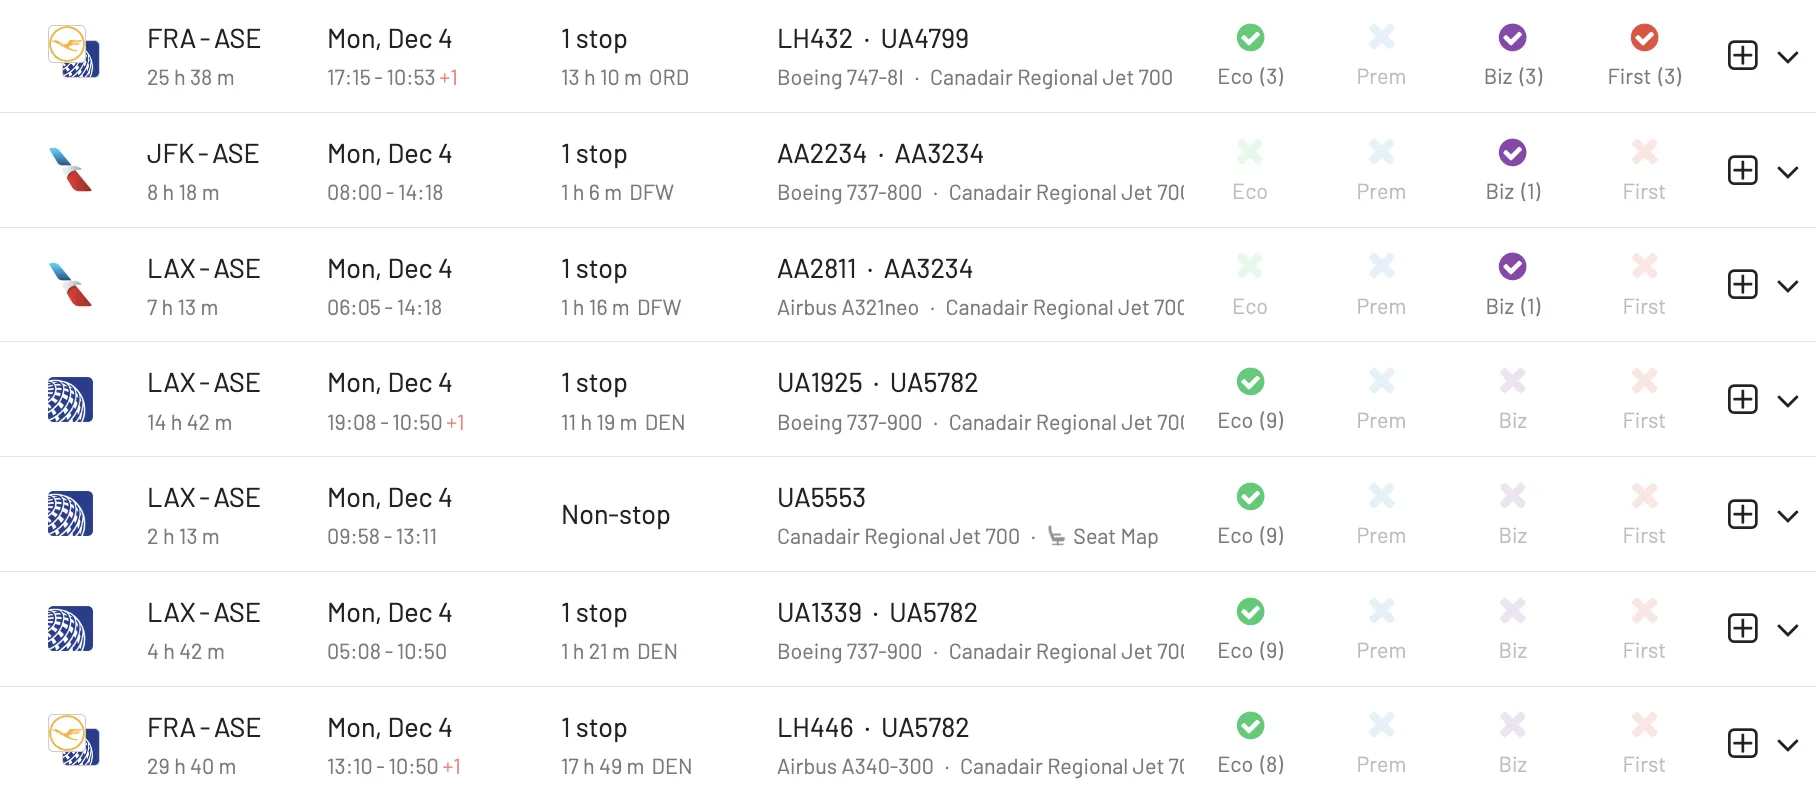 FRA - ASE Mon, Dec 4 1 stop LH432 · UA4799
25 h 38 m 17:15 - 10:53 +1 13 h 10 m ORD Boeing 747-8I · Canadair Regional Jet 700 Eco (3) Prem Biz (3) First (3)
JFK - ASE Mon, Dec 4 1 stop AA2234 · AA3234
8 h 18 m 08:00 - 14:18 1 h 6 m DFW Boeing 737-800 · Canadair Regional Jet 700 Eco Prem Biz (1) First
LAX - ASE Mon, Dec 4 1 stop AA2811 · AA3234
7 h 13 m 06:05 - 14:18 1 h 16 m DFW Airbus A321neo · Canadair Regional Jet 700 Eco Prem Biz (1) First
LAX - ASE Mon, Dec 4 1 stop UA1925 · UA5782
14 h 42 m 19:08 - 10:50 +1 11 h 19 m DEN Boeing 737-900 · Canadair Regional Jet 700 Eco (9) Prem Biz First
LAX - ASE Mon, Dec 4 Non-stop UA5553
2 h 13 m 09:58 - 13:11 Canadair Regional Jet 700 · Seat Map Eco (9) Prem Biz First
LAX - ASE Mon, Dec 4 1 stop UA1339 · UA5782
4 h 42 m 05:08 - 10:50 1 h 21 m DEN Boeing 737-900 · Canadair Regional Jet 700 Eco (9) Prem Biz First
FRA - ASE Mon, Dec 4 1 stop LH446 · UA5782
29 h 40 m 13:10 - 10:50 +1 17 h 49 m DEN Airbus A340-300 · Canadair Regional Jet 70 Eco (8) Prem Biz First